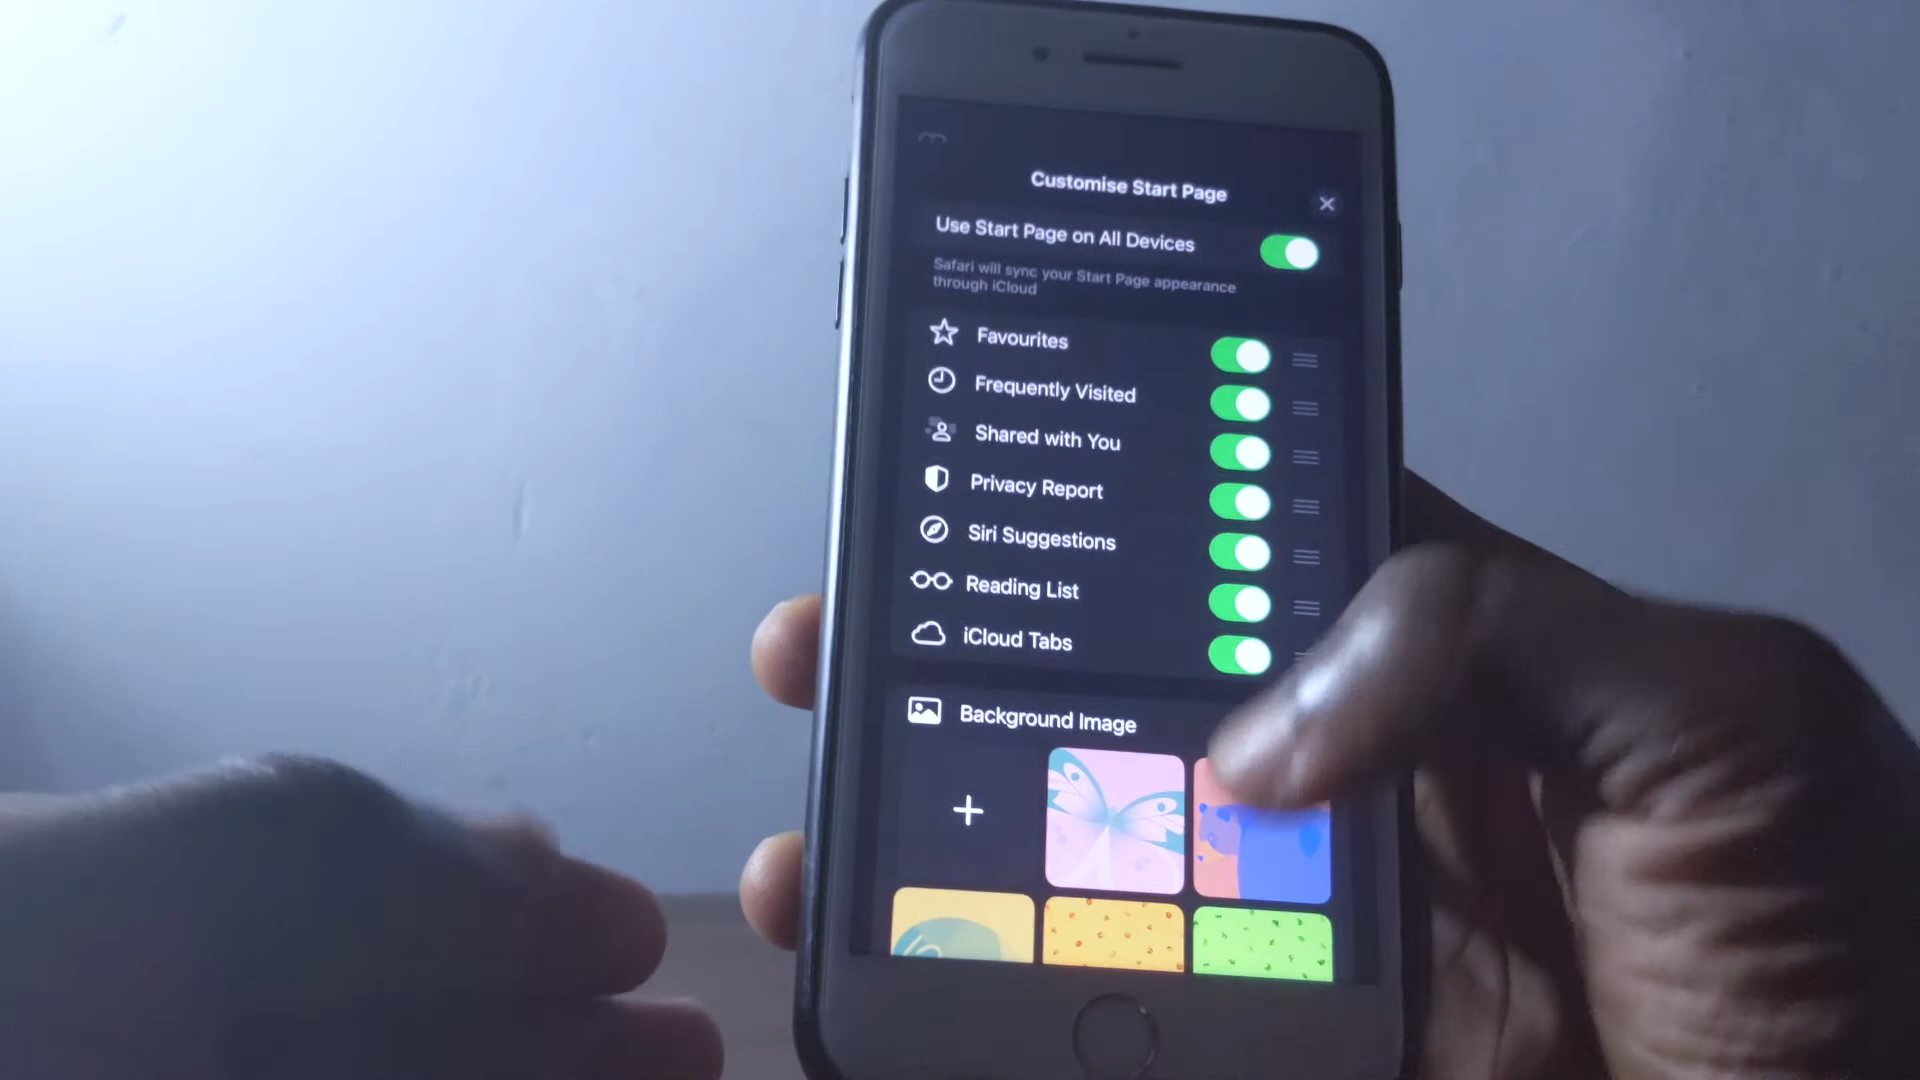 Customise Start Page
Use Start Page on All Devices
Safari will sync your Start Page appearance
through iCloud
Favourites
Frequently Visited
Shared with You
Privacy Report
Siri Suggestions
Reading List
iCloud Tabs
Background Image